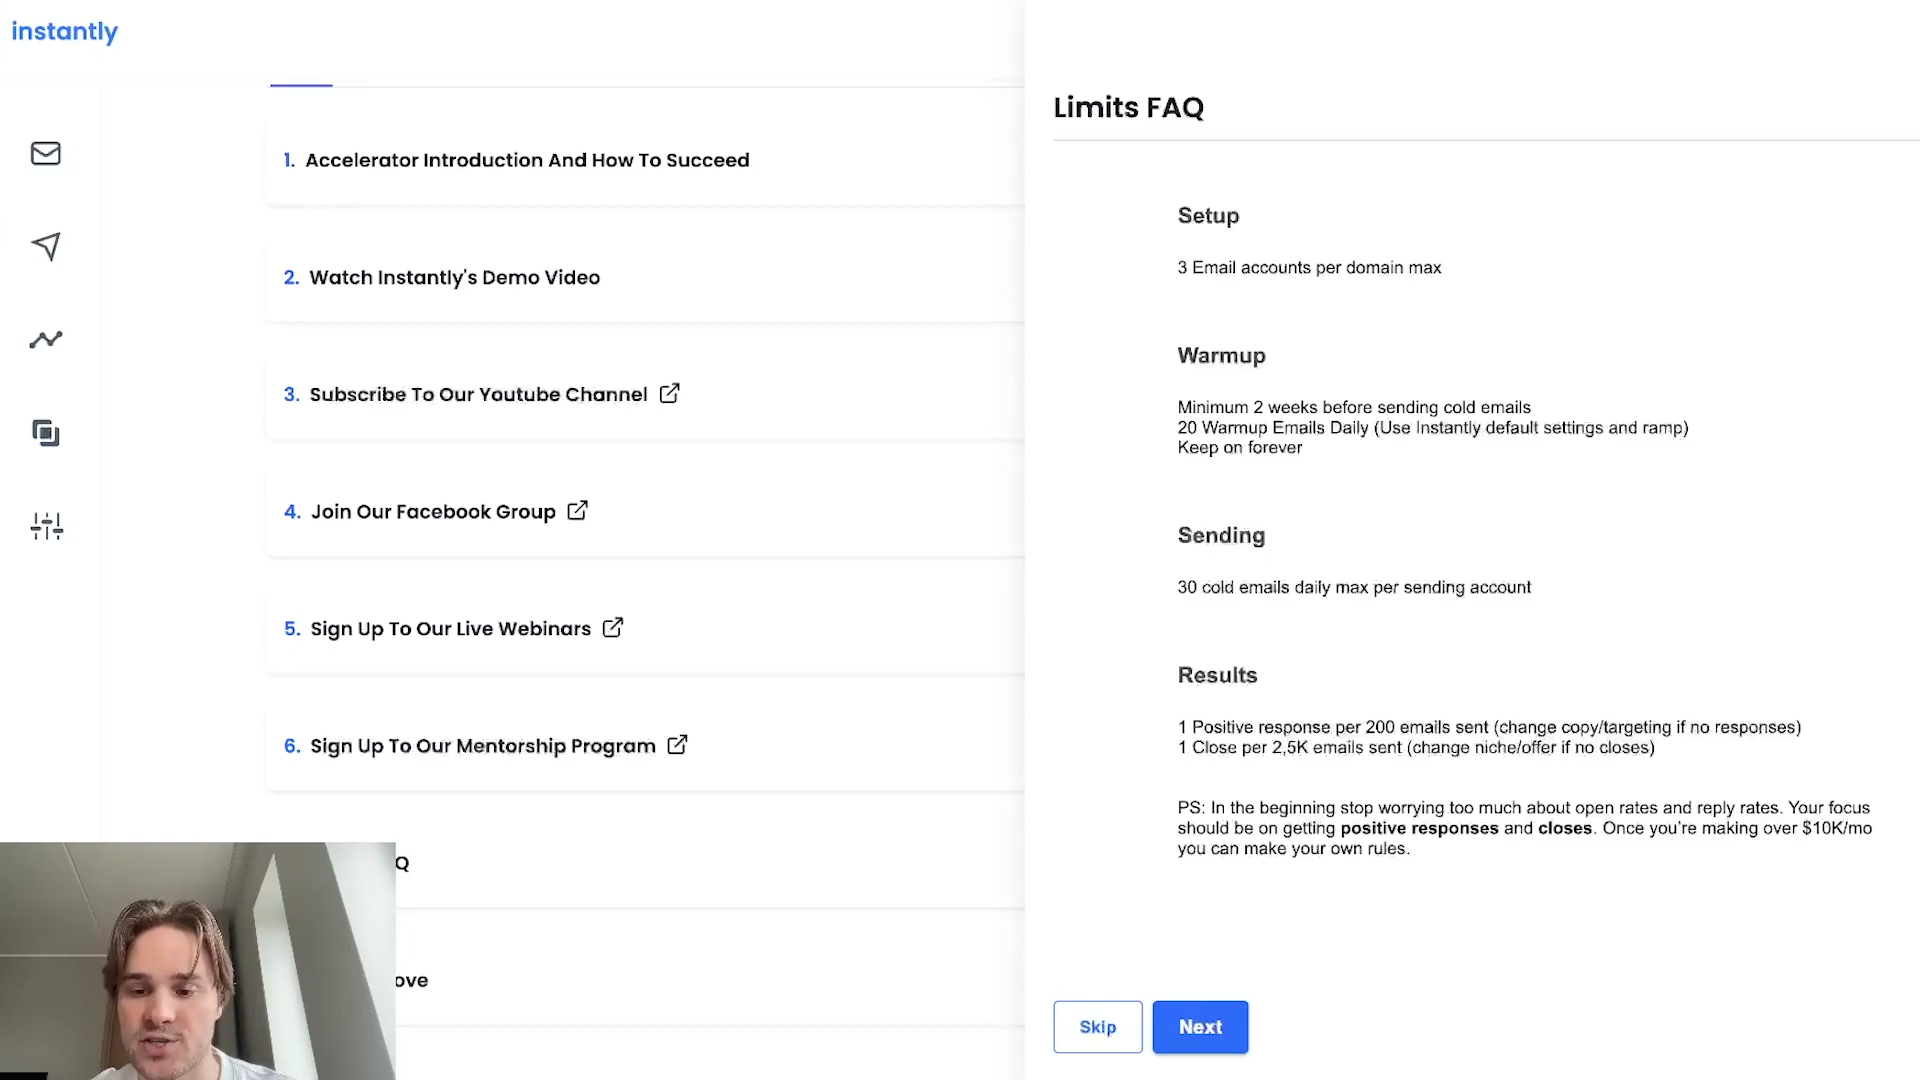 instantly
1. Accelerator Introduction And How To Succeed
2. Watch Instantly's Demo Video
3. Subscribe To Our Youtube Channel
4. Join Our Facebook Group
5. Sign Up To Our Live Webinars
6. Sign Up To Our Mentorship Program
Q
ove
Limits FAQ
Setup
3 Email accounts per domain max
Warmup
Minimum 2 weeks before sending cold emails
20 Warmup Emails Daily (Use Instantly default settings and ramp)
Keep on forever
Sending
30 cold emails daily max per sending account
Results
1 Positive response per 200 emails sent (change copy/targeting if no responses)
1 Close per 2,5K emails sent (change niche/offer if no closes)
PS: In the beginning stop worrying too much about open rates and reply rates. Your focus
should be on getting positive responses and closes. Once you're making over $10K/mo
you can make your own rules.
Skip
Next